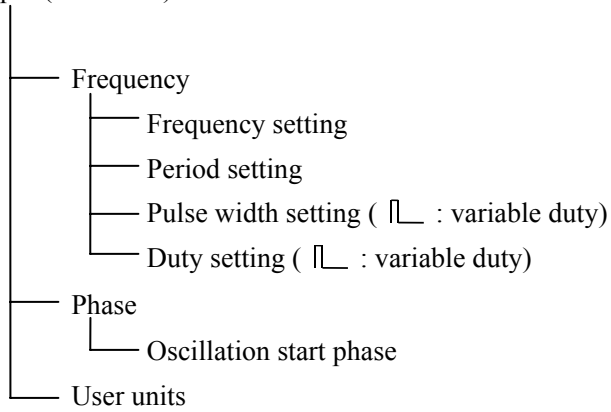 Frequency
Frequency setting
Period setting
Pulse width setting ( : variable duty)
Duty setting ( : variable duty)
Phase
Oscillation start phase
User units